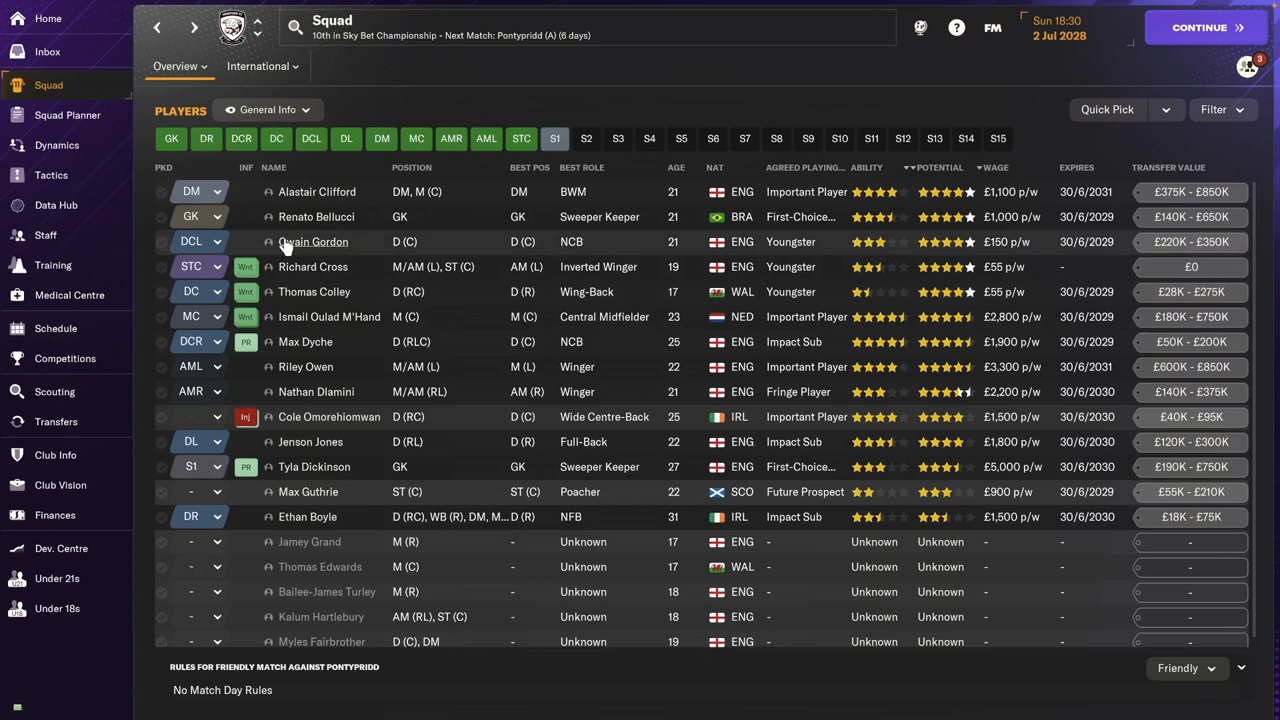 Home
Inbox
Squad
Squad Planner
Dynamics
Tactics
Data Hub
Staff
Training
Medical Centre
Schedule
Competitions
Scouting
Transfers
Club Info
Club Vision
Finances
Dev. Centre
Under 21s
Under 18s
Squad
10th in Sky Bet Championship - Next Match: Pontypridd (A) (6 days)
FM
Sun 18:30
2 Jul 2028
CONTINUE
3
Overview International
PLAYERS General Info Quick Pick Filter
GK DR DCR DC DCL DL DM MC AMR AML STC S1 S2 S3 S4 S5 S6 S7 S8 S9 S10 S11 S12 S13 S14 S15
PKD INF NAME POSITION BEST POS BEST ROLE AGE NAT AGREED PLAYING... ABILITY POTENTIAL WAGE EXPIRES TRANSFER VALUE
DM Alastair Clifford DM, M (C) DM BWM 21 ENG Important Player £1,100 p/w 30/6/2031 £375K - £850K
GK Renato Bellucci GK GK Sweeper Keeper 21 BRA First-Choice... £1,000 p/w 30/6/2029 £140K - £650K
DCL Owain Gordon D (C) D (C) NCB 21 ENG Youngster £150 p/w 30/6/2029 £220K - £350K
STC Wnt Richard Cross M/AM (L), ST (C) AM (L) Inverted Winger 19 ENG Youngster £55 p/w - £0
DC Wnt Thomas Colley D (RC) D (R) Wing-Back 17 WAL Youngster £55 p/w 30/6/2029 £28K - £275K
MC Wnt Ismail Oulad M'Hand M (C) M (C) Central Midfielder 23 NED Important Player £2,800 p/w 30/6/2029 £180K - £750K
DCR PR Max Dyche D (RLC) D (C) NCB 25 ENG Impact Sub £1,900 p/w 30/6/2029 £50K - £200K
AML Riley Owen M/AM (L) M (L) Winger 22 ENG Important Player £3,300 p/w 30/6/2031 £600K - £850K
AMR Nathan Dlamini M/AM (RL) AM (R) Winger 21 ENG Fringe Player £2,200 p/w 30/6/2030 £140K - £375K
- Inj Cole Omorehiomwan D (RC) D (C) Wide Centre-Back 25 IRL Important Player £1,500 p/w 30/6/2030 £40K - £95K
DL Jenson Jones D (RL) D (R) Full-Back 22 ENG Impact Sub £1,800 p/w 30/6/2030 £120K - £300K
S1 PR Tyla Dickinson GK GK Sweeper Keeper 27 ENG First-Choice... £5,000 p/w 30/6/2030 £190K - £750K
- Max Guthrie ST (C) ST (C) Poacher 22 SCO Future Prospect £900 p/w 30/6/2029 £55K - £210K
DR Ethan Boyle D (RC), WB (R), DM, M... D (R) NFB 31 IRL Impact Sub £1,500 p/w 30/6/2030 £18K - £75K
- Jamey Grand M (R) - Unknown 17 ENG - Unknown Unknown - - -
- Thomas Edwards M (C) - Unknown 17 WAL - Unknown Unknown - - -
- Bailee-James Turley M (R) - Unknown 18 ENG - Unknown Unknown - - -
- Kalum Hartlebury AM (RL), ST (C) - Unknown 18 ENG - Unknown Unknown - - -
- Myles Fairbrother D (C), DM - Unknown 19 ENG - Unknown Unknown - - -
RULES FOR FRIENDLY MATCH AGAINST PONTYPRIDD Friendly
No Match Day Rules